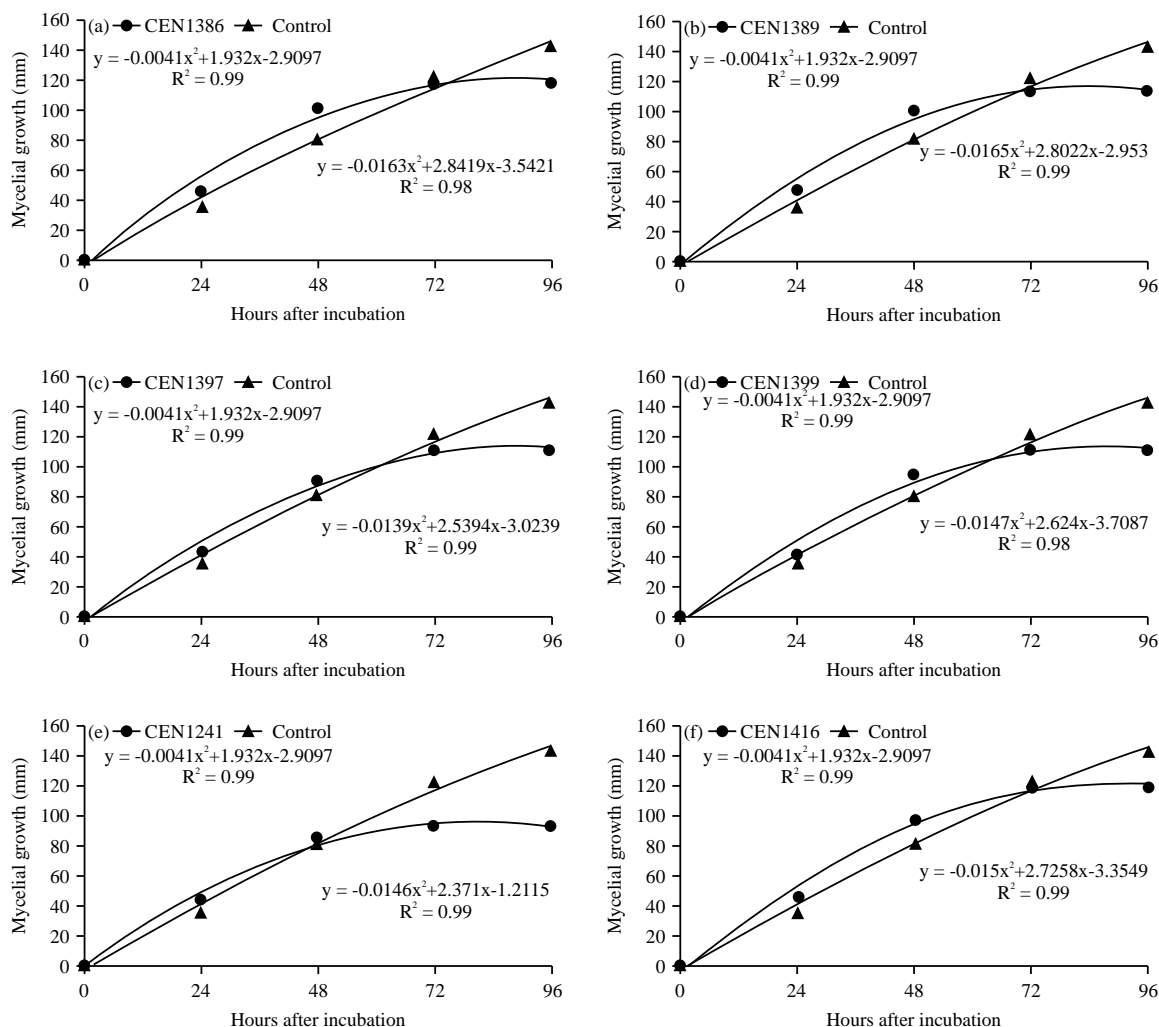 (a) CEN1386 Control
y = -0.0041x²+1.932x-2.9097
R² = 0.99
y = -0.0163x²+2.8419x-3.5421
R² = 0.98
Mycelial growth (mm)
160
140
120
100
80
60
40
20
0
0 24 48 72 96
Hours after incubation
(b) CEN1389 Control
y = -0.0041x²+1.932x-2.9097
R² = 0.99
y = -0.0165x²+2.8022x-2.953
R² = 0.99
Mycelial growth (mm)
160
140
120
100
80
60
40
20
0
0 24 48 72 96
Hours after incubation
(c) CEN1397 Control
y = -0.0041x²+1.932x-2.9097
R² = 0.99
y = -0.0139x²+2.5394x-3.0239
R² = 0.99
Mycelial growth (mm)
160
140
120
100
80
60
40
20
0
0 24 48 72 96
Hours after incubation
(d) CEN1399 Control
y = -0.0041x²+1.932x-2.9097
R² = 0.99
y = -0.0147x²+2.624x-3.7087
R² = 0.98
Mycelial growth (mm)
160
140
120
100
80
60
40
20
0
0 24 48 72 96
Hours after incubation
(e) CEN1241 Control
y = -0.0041x²+1.932x-2.9097
R² = 0.99
y = -0.0146x²+2.371x-1.2115
R² = 0.99
Mycelial growth (mm)
160
140
120
100
80
60
40
20
0
0 24 48 72 96
Hours after incubation
(f) CEN1416 Control
y = -0.0041x²+1.932x-2.9097
R² = 0.99
y = -0.015x²+2.7258x-3.3549
R² = 0.99
Mycelial growth (mm)
160
140
120
100
80
60
40
20
0
0 24 48 72 96
Hours after incubation